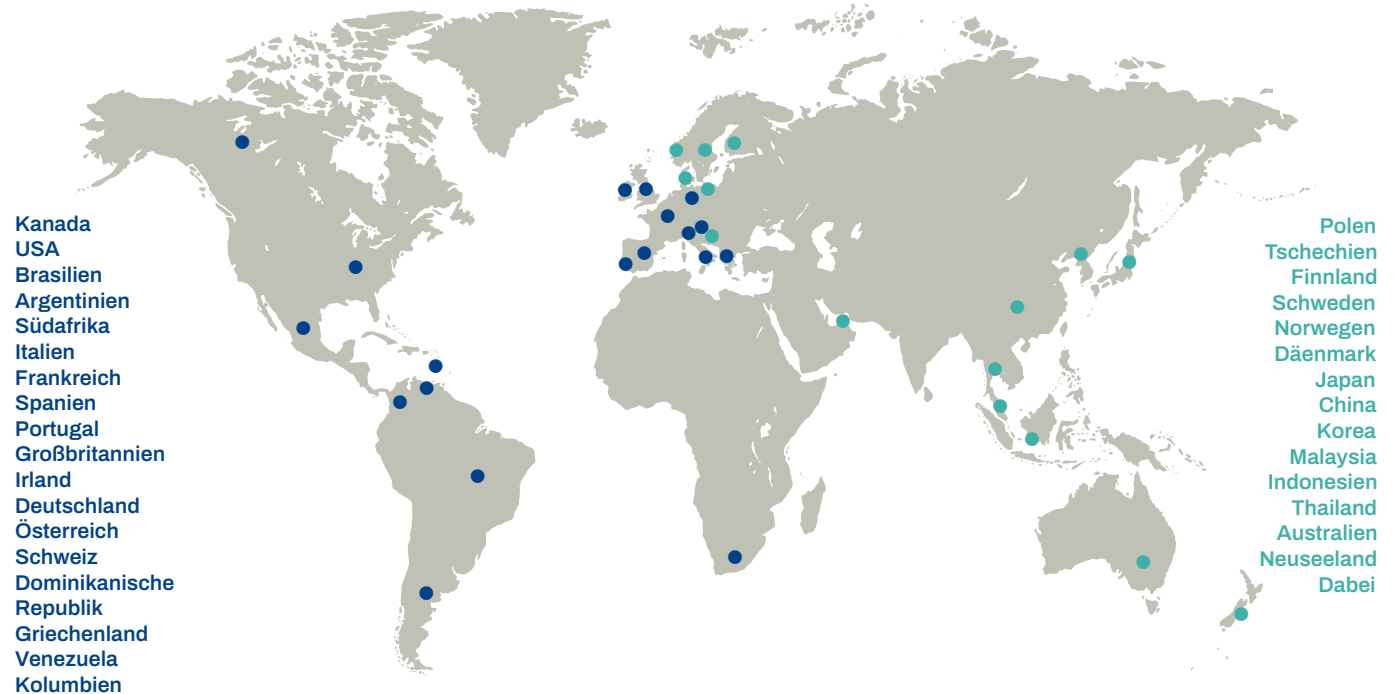 Kanada
USA
Brasilien
Argentinien
Südafrika
Italien
Frankreich
Spanien
Portugal
Großbritannien
Irland
Deutschland
Österreich
Schweiz
Dominikanische
Republik
Griechenland
Venezuela
Kolumbien
Polen
Tschechien
Finnland
Schweden
Norwegen
Däenmark
Japan
China
Korea
Malaysia
Indonesien
Thailand
Australien
Neuseeland
Dabei